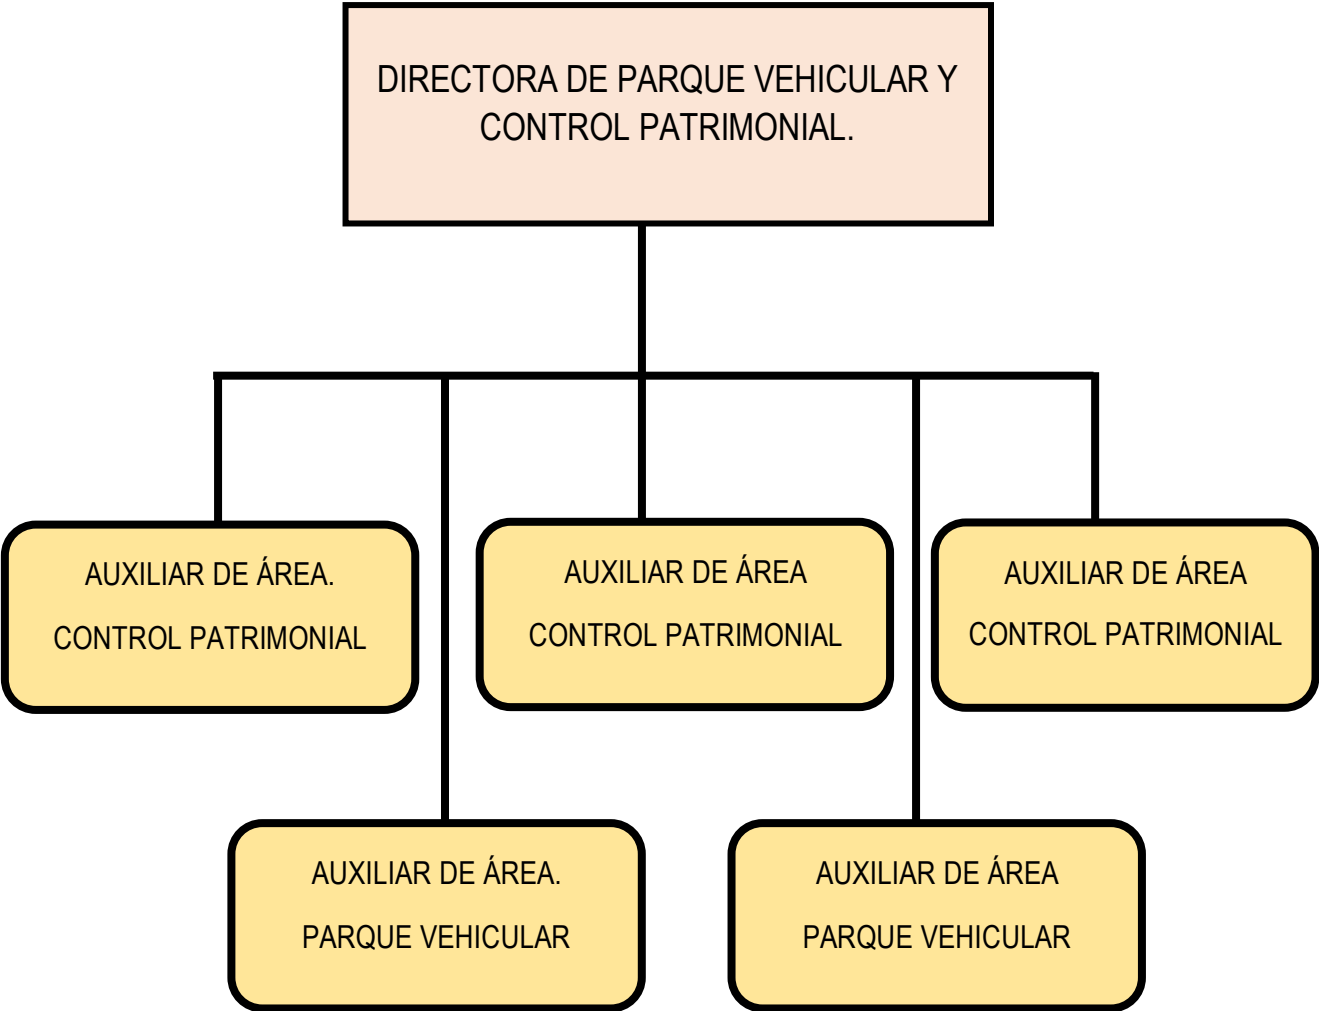 DIRECTORA DE PARQUE VEHICULAR Y
CONTROL PATRIMONIAL.
AUXILIAR DE ÁREA.
CONTROL PATRIMONIAL
AUXILIAR DE ÁREA
CONTROL PATRIMONIAL
AUXILIAR DE ÁREA
CONTROL PATRIMONIAL
AUXILIAR DE ÁREA.
PARQUE VEHICULAR
AUXILIAR DE ÁREA
PARQUE VEHICULAR